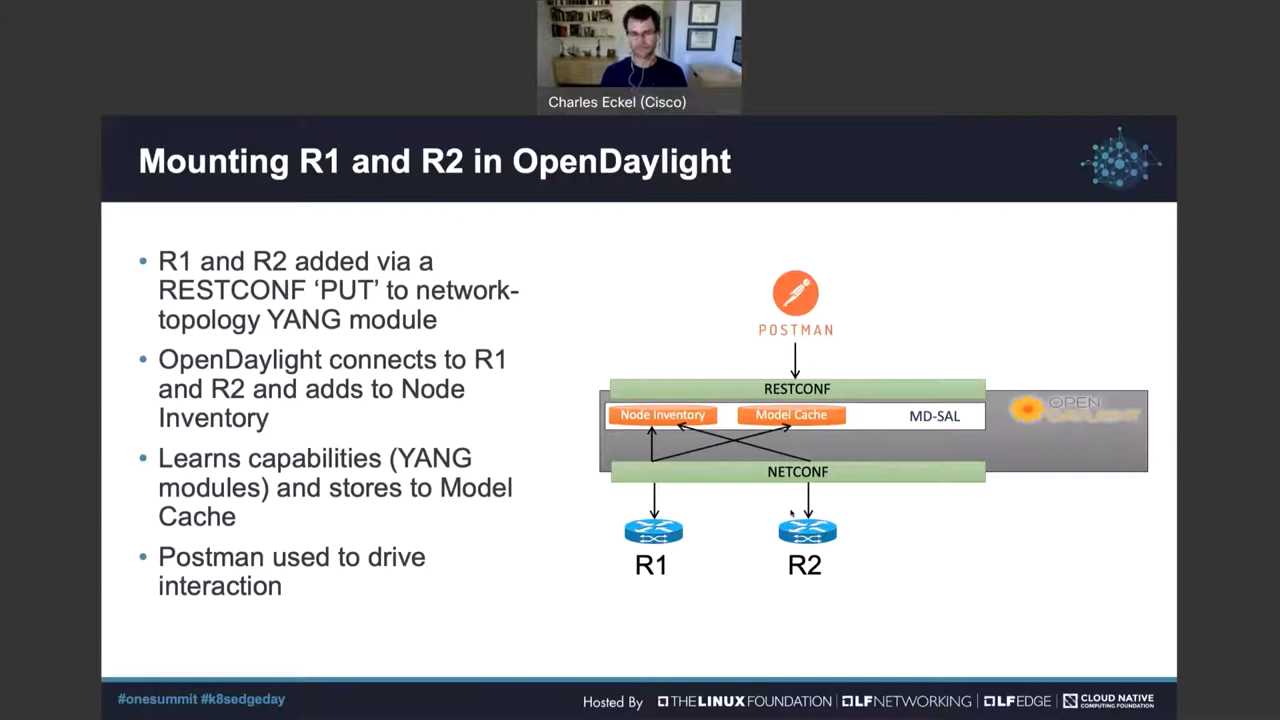 Charles Eckel (Cisco)
Mounting R1 and R2 in OpenDaylight
• R1 and R2 added via a
RESTCONF ‘PUT’ to network-
topology YANG module
• OpenDaylight connects to R1
and R2 and adds to Node
Inventory
• Learns capabilities (YANG
modules) and stores to Model
Cache
• Postman used to drive
interaction
POSTMAN
RESTCONF
Node Inventory
Model Cache
MD-SAL
OPEN
DAYLIGHT
NETCONF
R1
R2
#onesummit #k8sedgeday
Hosted By
THE LINUX FOUNDATION
LFNETWORKING
LFEDGE
CLOUD NATIVE
COMPUTING FOUNDATION